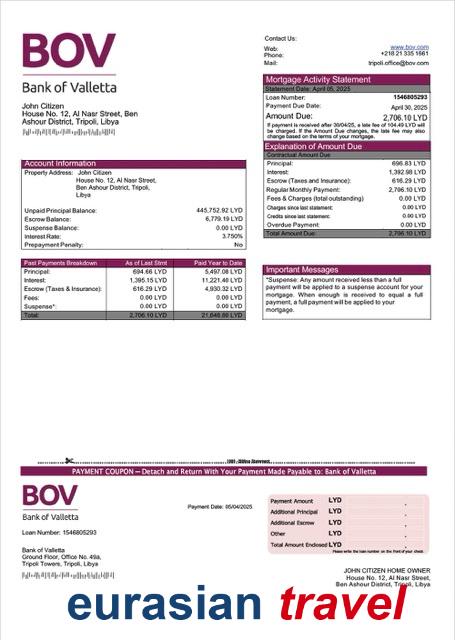 BOV
Bank of Valletta
Contact Us:
Web: www.bov.com
Phone: +218 21 335 1661
Mail: tripoli.office@bov.com
John Citizen
House No. 12, Al Nasr Street, Ben
Ashour District, Tripoli, Libya
Mortgage Activity Statement
Statement Date: April 05, 2025
Loan Number: 1546805293
Payment Due Date: April 30, 2025
Amount Due: 2,706.10 LYD
If payment is received after 30/04/25, a late fee of 104.49 LYD will
be charged. If the Amount Due changes, the late fee may also
change based on the terms of your mortgage.
Explanation of Amount Due
Contractual Amount Due
Principal: 696.83 LYD
Interest: 1,392.98 LYD
Escrow (Taxes and Insurance): 616.29 LYD
Regular Monthly Payment: 2,706.10 LYD
Fees & Charges (total outstanding) 0.00 LYD
Charges since last statement: 0.00 LYD
Credits since last statement: 0.00 LYD
Overdue Payment: 0.00 LYD
Total Amount Due: 2,706.10 LYD
Account Information
Property Address: John Citizen
House No. 12, Al Nasr Street,
Ben Ashour District, Tripoli,
Libya
Unpaid Principal Balance: 445,752.92 LYD
Escrow Balance: 6,779.19 LYD
Suspense Balance: 0.00 LYD
Interest Rate: 3.750%
Prepayment Penalty: No
Past Payments Breakdown As of Last Stmt Paid Year to Date
Principal: 694.66 LYD 5,497.08 LYD
Interest: 1,395.15 LYD 11,221.40 LYD
Escrow (Taxes & Insurance): 616.29 LYD 4,930.32 LYD
Fees: 0.00 LYD 0.00 LYD
Suspense*: 0.00 LYD 0.00 LYD
Total: 2,706.10 LYD 21,648.80 LYD
Important Messages
*Suspense: Any amount received less than a full
payment will be applied to a suspense account for your
mortgage. When enough is received to equal a full
payment, a full payment will be applied to your
mortgage.
PAYMENT COUPON — Detach and Return With Your Payment Made Payable to: Bank of Valletta
BOV
Bank of Valletta
Loan Number: 1546805293
Bank of Valletta
Ground Floor, Office No. 49a,
Tripoli Towers, Tripoli, Libya
Payment Date: 05/04/2025
Payment Amount LYD
Additional Principal LYD
Additional Escrow LYD
Other LYD
Total Amount Enclosed LYD
Please write the loan number on the front of your check.
JOHN CITIZEN HOME OWNER
House No. 12, Al Nasr Street,
Ben Ashour District, Tripoli, Libya
eurasian travel